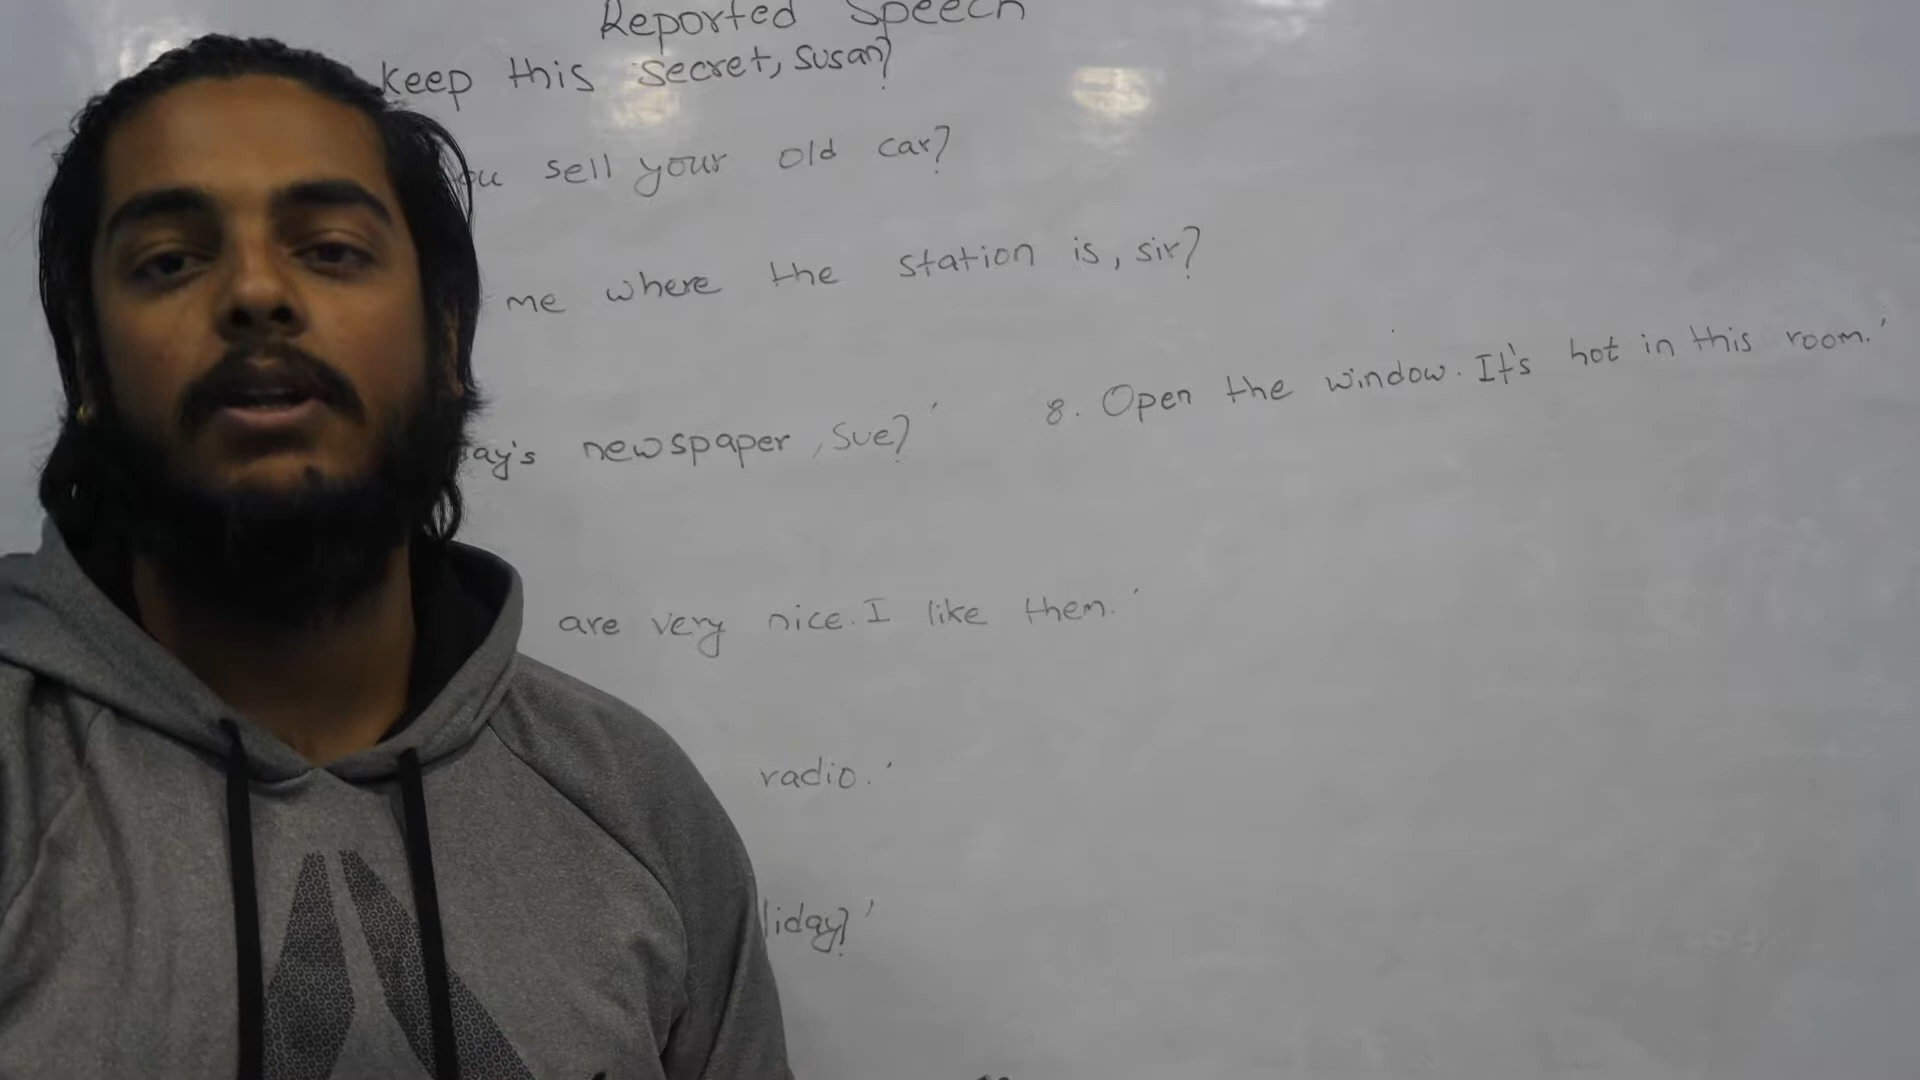 Reported Speech
keep this secret, Susan?
sell your old car?
me where the station is, sir?
newspaper, Sue?'
8. Open the window. It's hot in this room.'
are very nice. I like them.'
radio.'